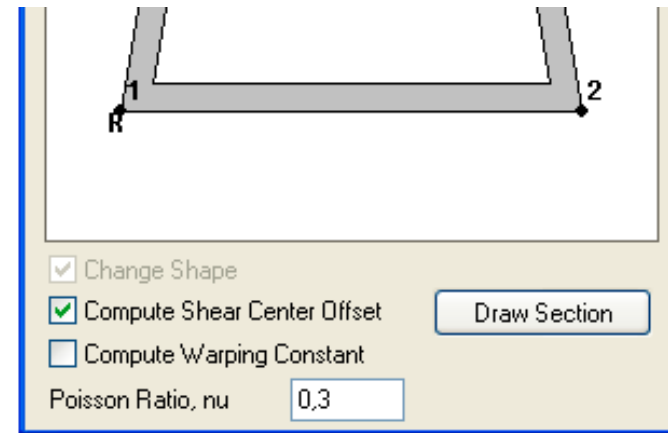 1
2
R
Change Shape
Compute Shear Center Offset
Draw Section
Compute Warping Constant
Poisson Ratio, nu 0,3